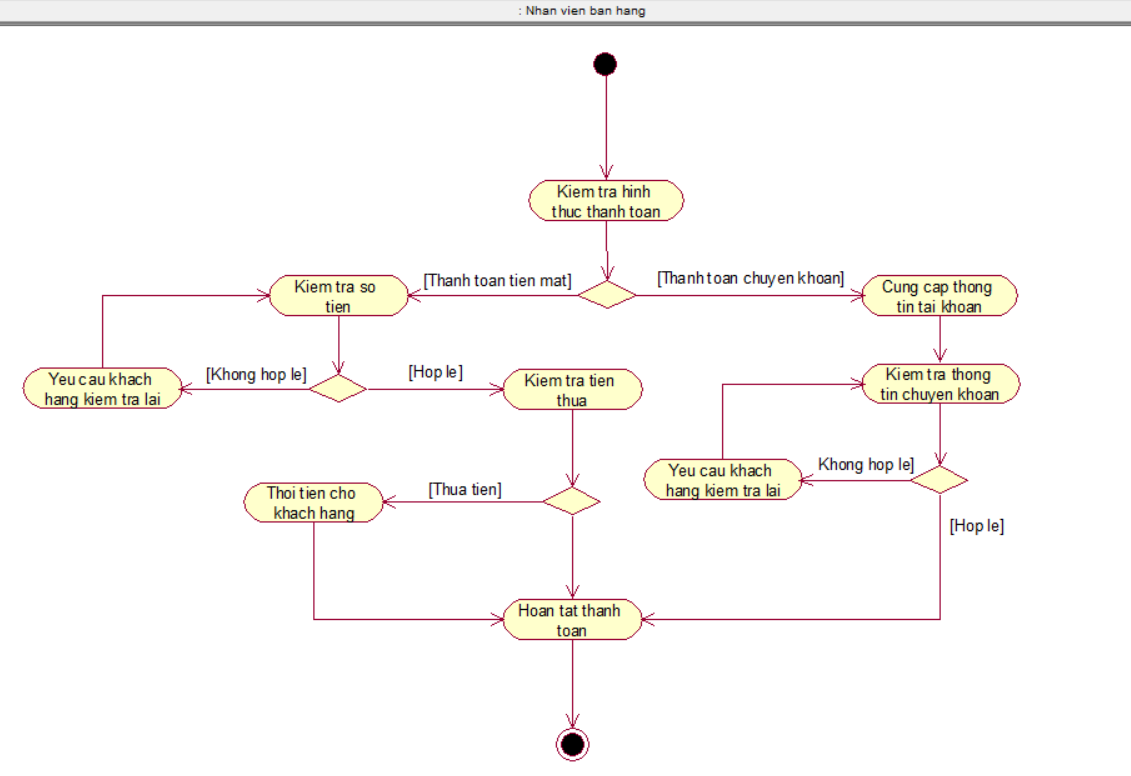 : Nhan vien ban hang
Kiem tra hinh
thuc thanh toan
[Thanh toan tien mat]
[Thanh toan chuyen khoan]
Kiem tra so
tien
Cung cap thong
tin tai khoan
Yeu cau khach
hang kiem tra lai
[Khong hop le]
[Hop le]
Kiem tra tien
thua
Kiem tra thong
tin chuyen khoan
Yeu cau khach
hang kiem tra lai
Khong hop le]
Thoi tien cho
khach hang
[Thua tien]
[Hop le]
Hoan tat thanh
toan